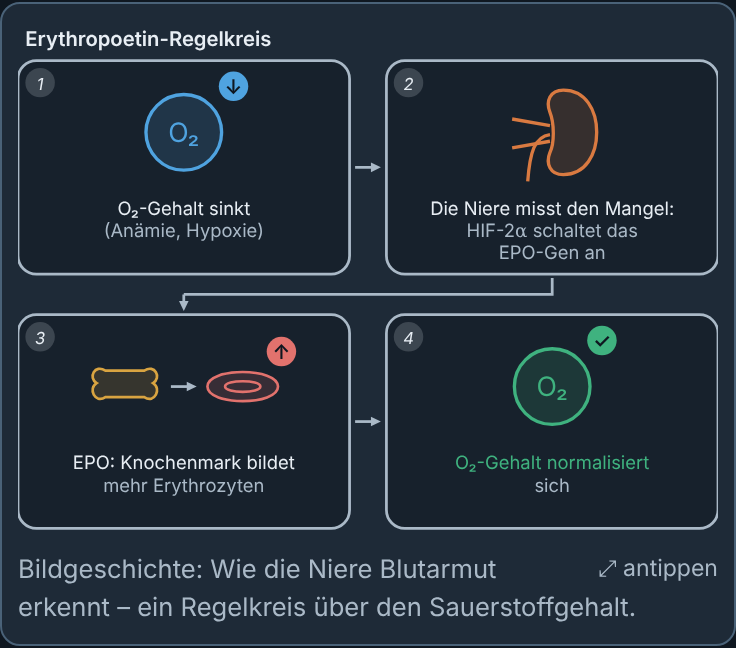 Erythropoetin-Regelkreis
1
O₂
O₂-Gehalt sinkt
(Anämie, Hypoxie)
2
Die Niere misst den Mangel:
HIF-2α schaltet das
EPO-Gen an
3
EPO: Knochenmark bildet
mehr Erythrozyten
4
O₂
O₂-Gehalt normalisiert
sich
Bildgeschichte: Wie die Niere Blutarmut
erkennt – ein Regelkreis über den Sauerstoffgehalt.
antippen